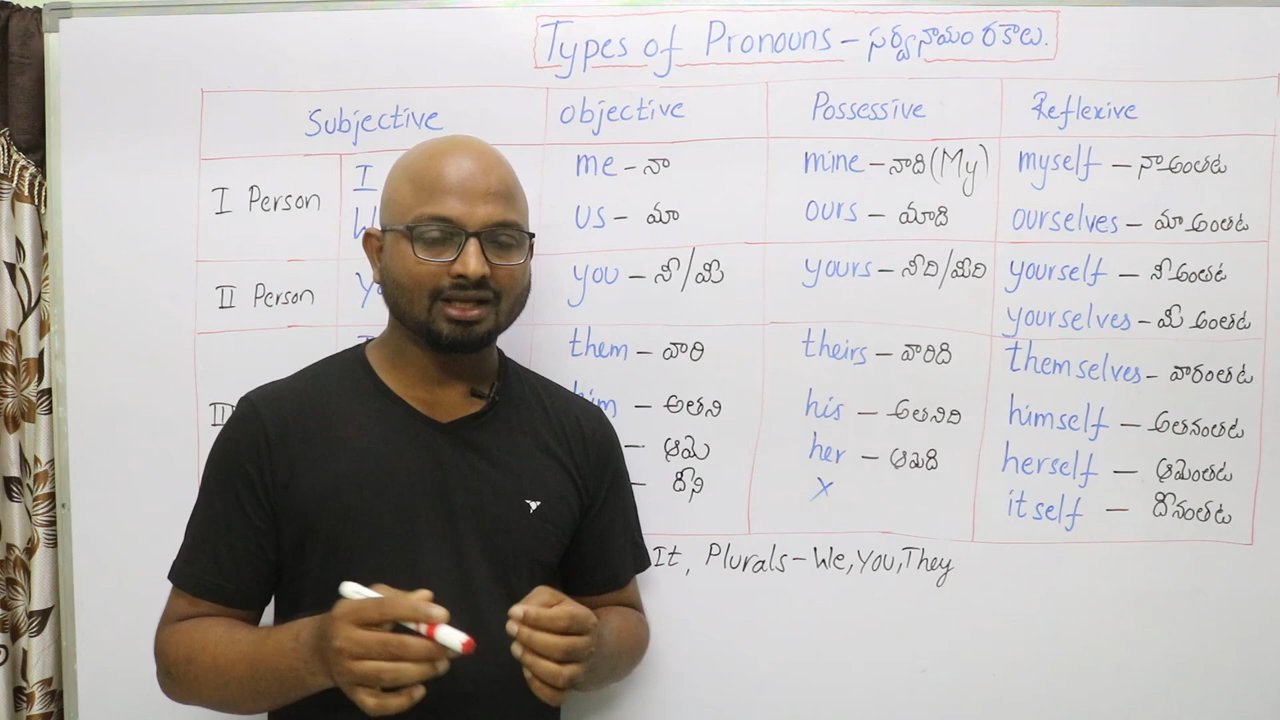 Types of Pronouns - సర్వనామం రకాలు.
Subjective objective Possessive Reflexive
I Person I me - నా mine - నాది (My) myself - నా అంతట
us - మా ours - మాది ourselves - మా అంతట
II Person you - నీ/మీ yours - నీది/మీది yourself - నీ అంతట
yourselves - మీ అంతట
them - వారి theirs - వారిది themselves - వారంతట
him - అతని his - అతనిది himself - అతనంతట
- ఆమె her - ఆమెది herself - ఆమెంతట
- దీని x itself - దీనంతట
It, Plurals - We, You, They